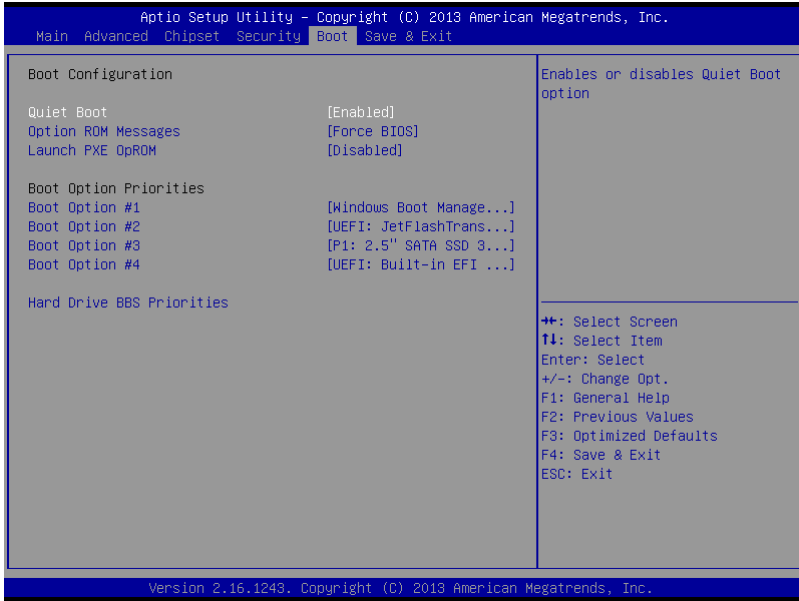 Aptio Setup Utility – Copyright (C) 2013 American Megatrends, Inc.
Main Advanced Chipset Security Boot Save & Exit
Boot Configuration
Quiet Boot [Enabled]
Option ROM Messages [Force BIOS]
Launch PXE OpROM [Disabled]
Boot Option Priorities
Boot Option #1 [Windows Boot Manage...]
Boot Option #2 [UEFI: JetFlashTrans...]
Boot Option #3 [P1: 2.5" SATA SSD 3...]
Boot Option #4 [UEFI: Built-in EFI ...]
Hard Drive BBS Priorities
Enables or disables Quiet Boot
option
→←: Select Screen
↑↓: Select Item
Enter: Select
+/-: Change Opt.
F1: General Help
F2: Previous Values
F3: Optimized Defaults
F4: Save & Exit
ESC: Exit
Version 2.16.1243. Copyright (C) 2013 American Megatrends, Inc.